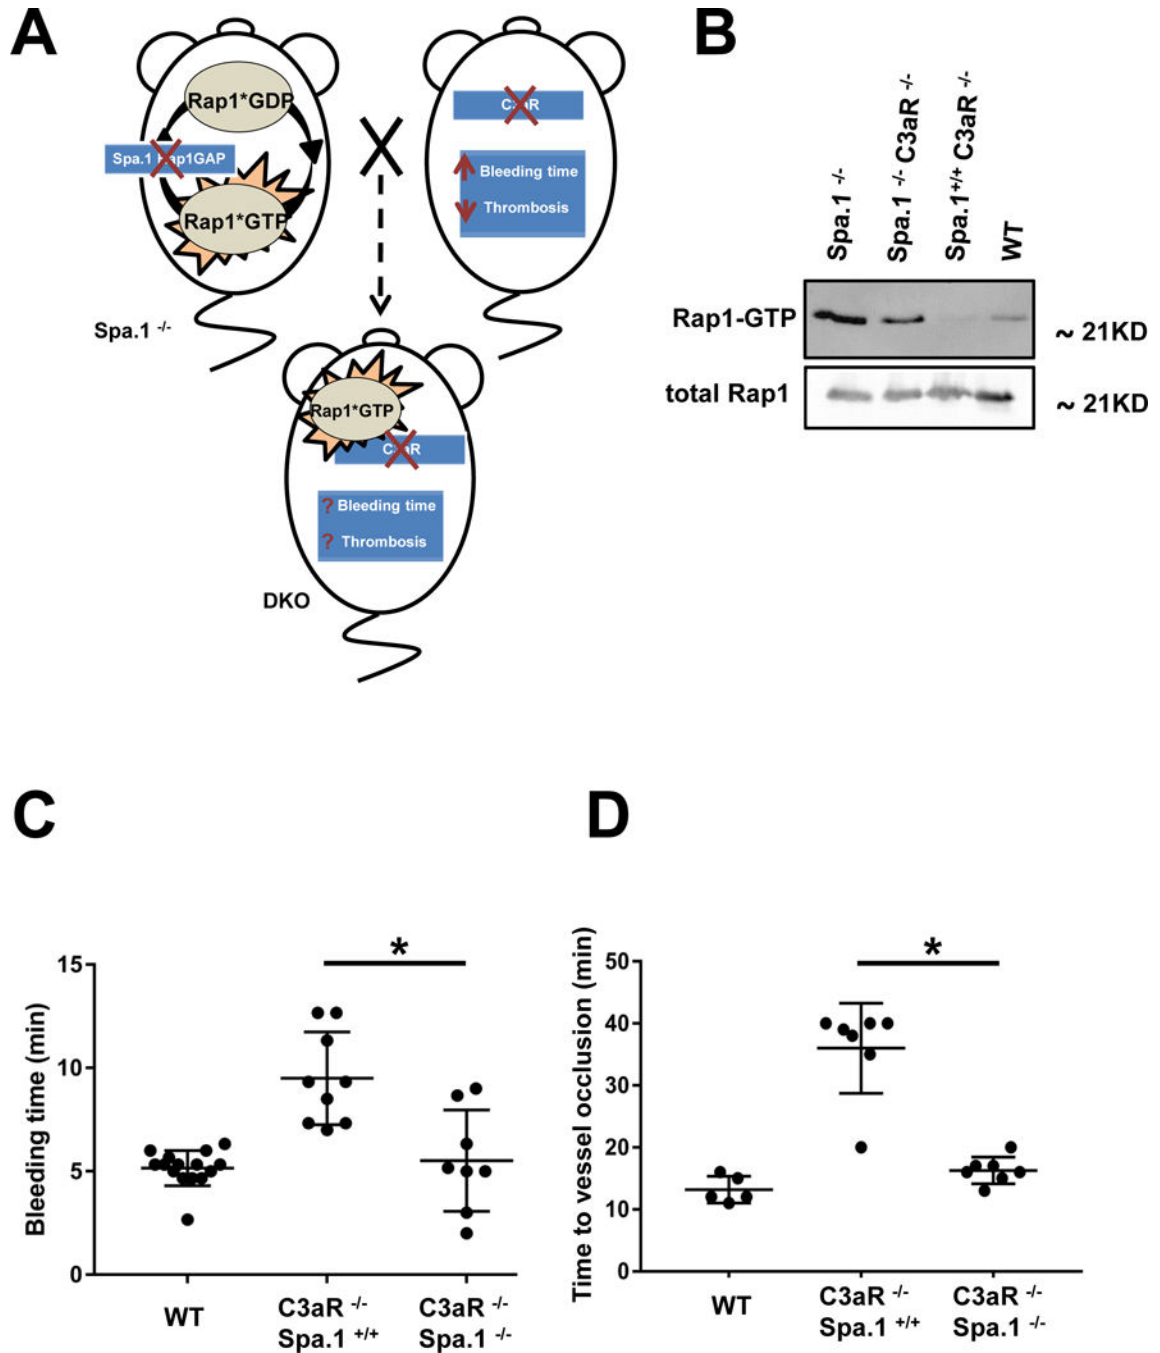 A
Rap1*GDP
Spa.1 Rap1GAP
Rap1*GTP
Spa.1 -/-
C3aR
Bleeding time
Thrombosis
Rap1*GTP
C3aR
? Bleeding time
? Thrombosis
DKO
B
Spa.1 -/-
Spa.1 -/- C3aR -/-
Spa.1+/+ C3aR -/-
WT
Rap1-GTP
~ 21KD
total Rap1
~ 21KD
C
Bleeding time (min)
15
10
5
0
*
WT
C3aR -/-
Spa.1 +/+
C3aR -/-
Spa.1 -/-
D
Time to vessel occlusion (min)
50
40
30
20
10
0
*
WT
C3aR -/-
Spa.1 +/+
C3aR -/-
Spa.1 -/-